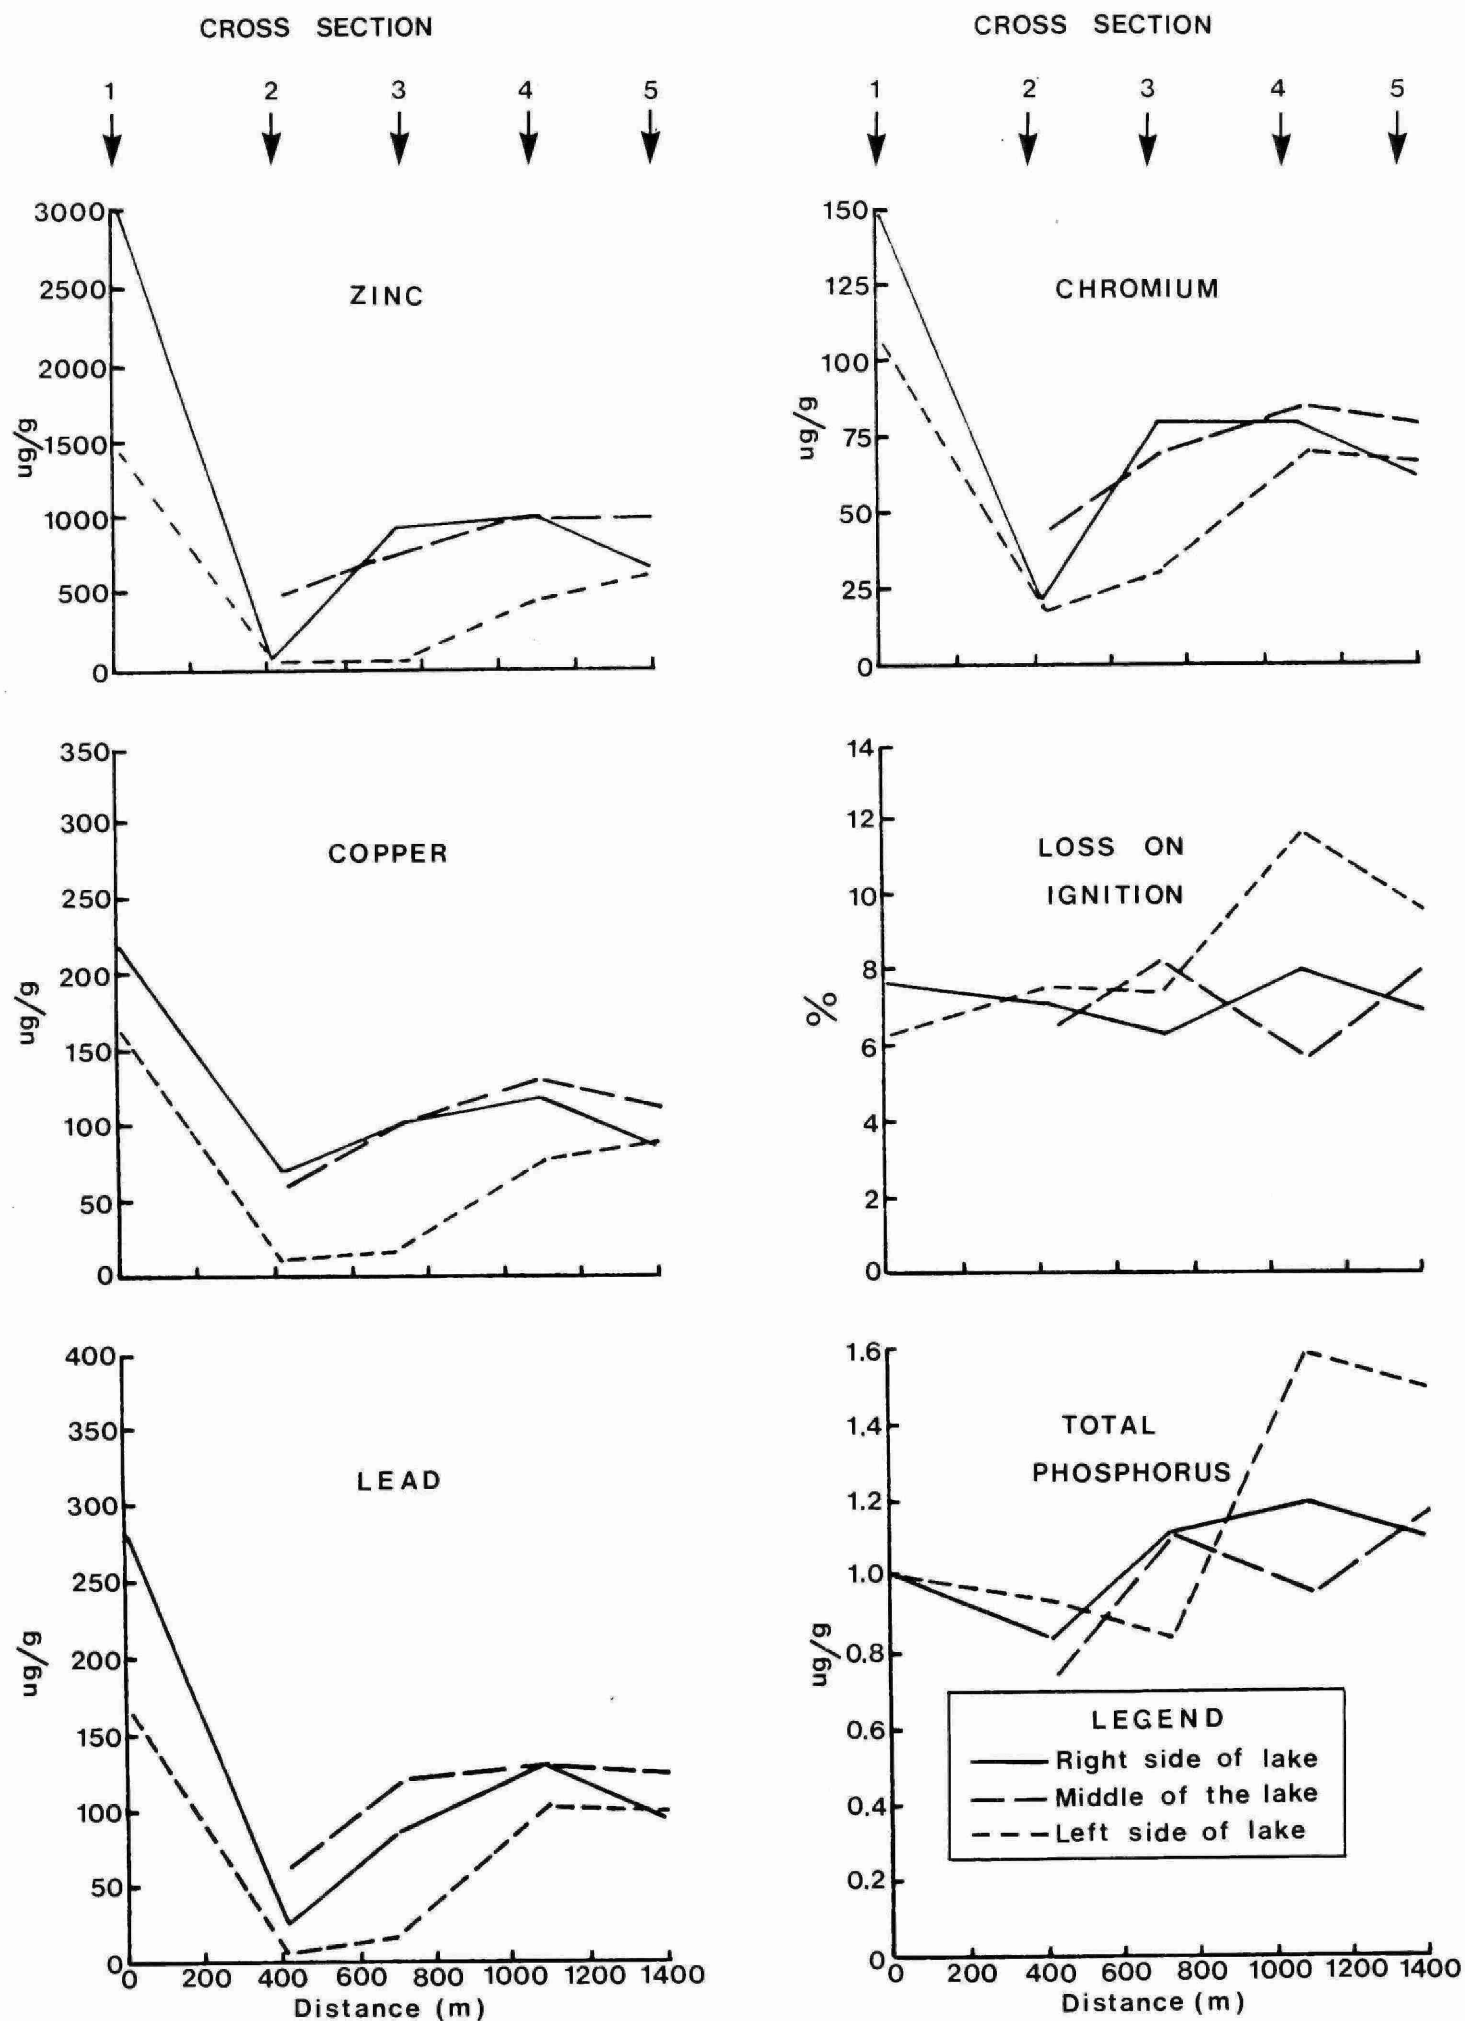 CROSS SECTION
1 2 3 4 5
3000
2500
2000
1500
1000
500
0
ug/g
ZINC
350
300
250
200
150
100
50
0
ug/g
COPPER
400
350
300
250
200
150
100
50
0
ug/g
LEAD
0 200 400 600 800 1000 1200 1400
Distance (m)
CROSS SECTION
1 2 3 4 5
150
125
100
75
50
25
0
ug/g
CHROMIUM
14
12
10
8
6
4
2
0
%
LOSS ON
IGNITION
1.6
1.4
1.2
1.0
0.8
0.6
0.4
0.2
0
ug/g
TOTAL
PHOSPHORUS
LEGEND
Right side of lake
Middle of the lake
Left side of lake
0 200 400 600 800 1000 1200 1400
Distance (m)